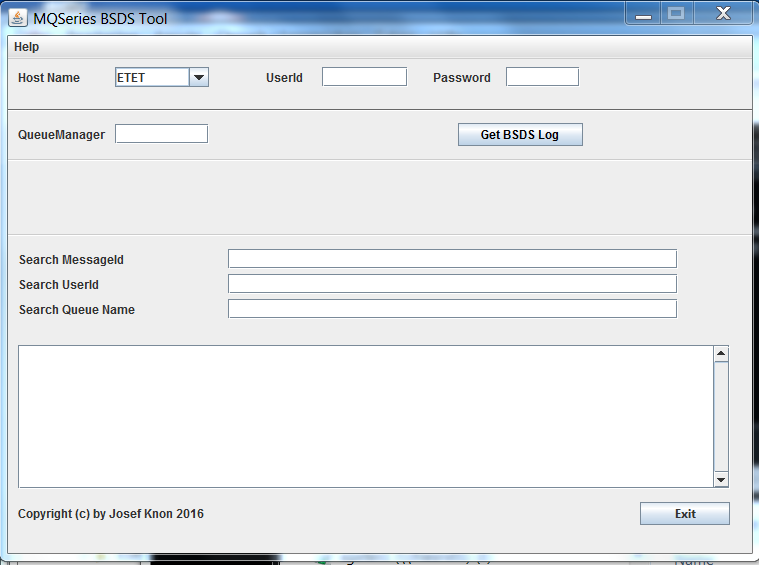 MQSeries BSDS Tool
Help
Host Name ETET UserId Password
QueueManager Get BSDS Log
Search MessageId
Search UserId
Search Queue Name
Copyright (c) by Josef Knon 2016 Exit
Name